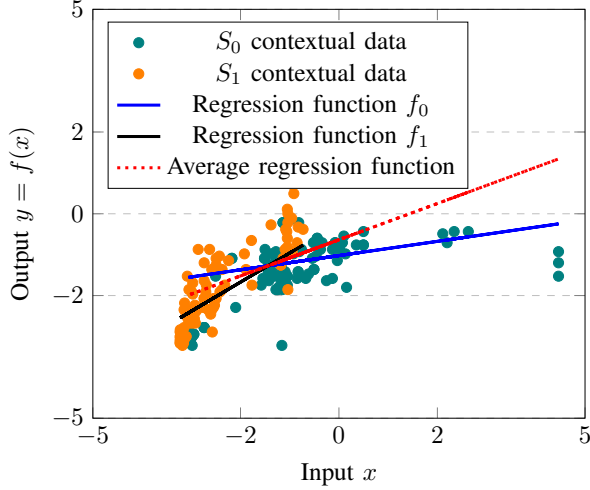 5
S₀ contextual data
S₁ contextual data
Regression function f₀
Regression function f₁
Average regression function
2
0
−2
−5
−5
−2
0
2
5
Output y = f(x)
Input x